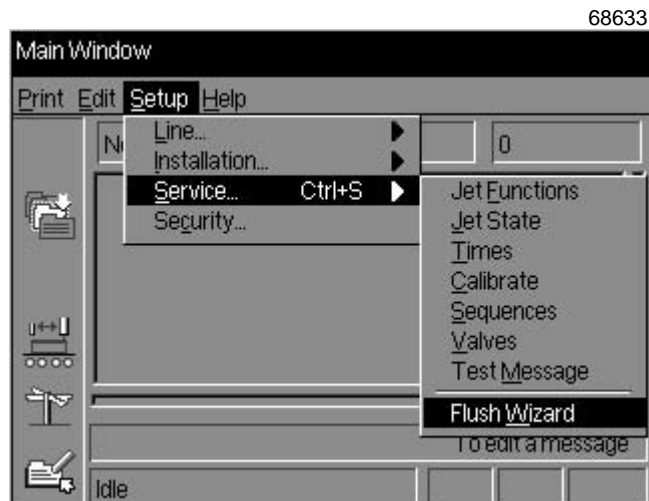 68633
Main Window
Print Edit Setup Help
Line...
Installation...
Service... Ctrl+S
Security...
0
Jet Functions
Jet State
Times
Calibrate
Sequences
Valves
Test Message
Flush Wizard
To edit a message
Idle